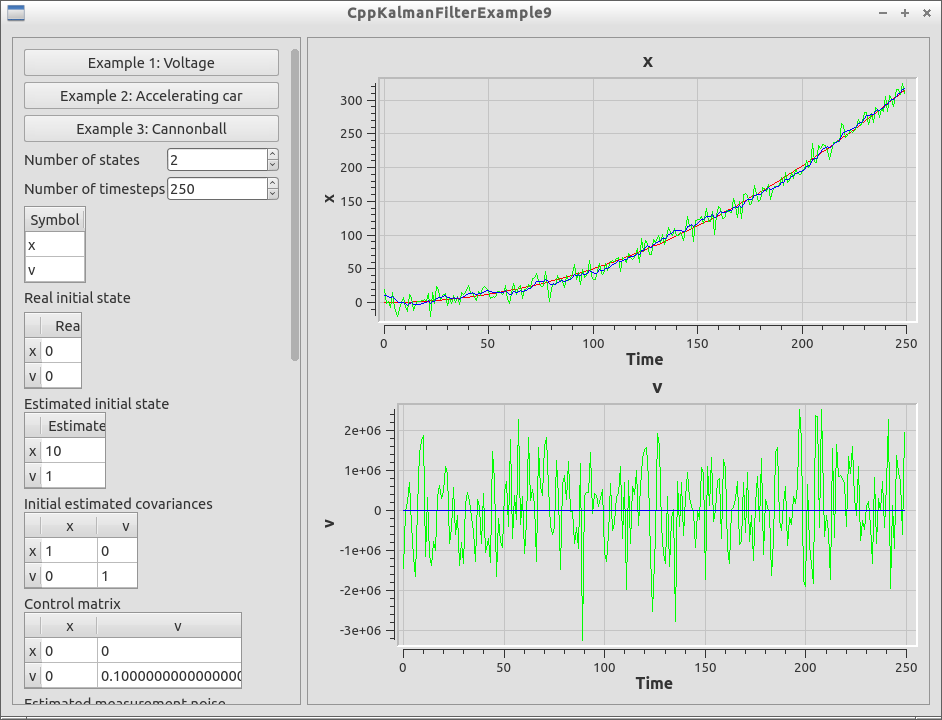 CppKalmanFilterExample9
Example 1: Voltage
Example 2: Accelerating car
Example 3: Cannonball
Number of states 2
Number of timesteps 250
Symbol
x
v
Real initial state
Rea
x 0
v 0
Estimated initial state
Estimate
x 10
v 1
Initial estimated covariances
x v
x 1 0
v 0 1
Control matrix
x v
x 0 0
v 0 0.1000000000000000
Estimated measurement noise
x
300
250
200
150
100
50
0
x
0 50 100 150 200 250
Time
v
2e+06
1e+06
0
-1e+06
-2e+06
-3e+06
v
0 50 100 150 200 250
Time